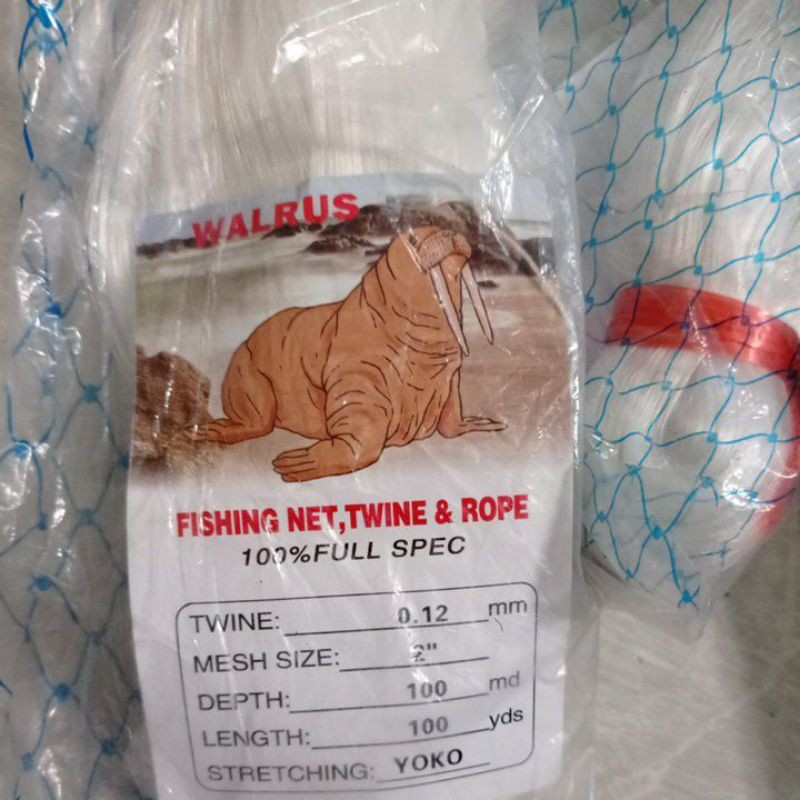 WALRUS
FISHING NET,TWINE & ROPE
100%FULL SPEC
TWINE: 0.12 mm
MESH SIZE: 2"
DEPTH: 100 md
LENGTH: 100 yds
STRETCHING: YOKO